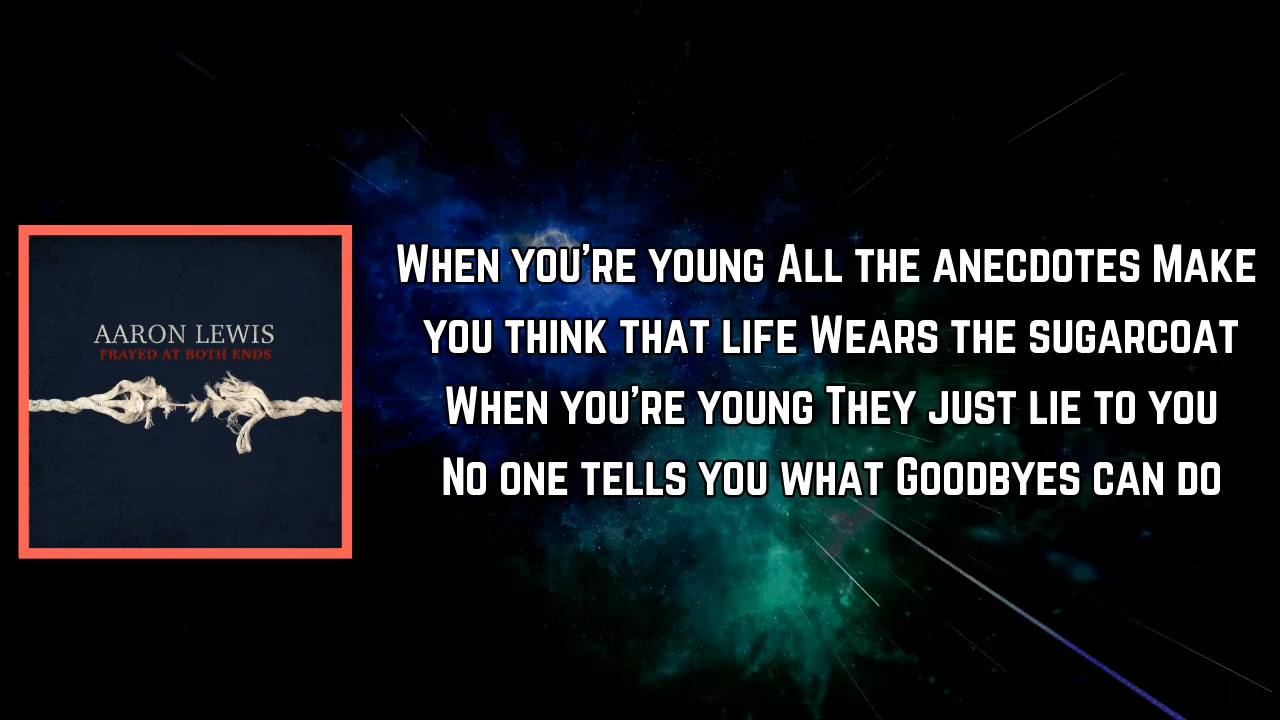 AARON LEWIS
FRAYED AT BOTH ENDS
When you're young All the anecdotes Make
you think that life Wears the sugarcoat
When you're young They just lie to you
No one tells you what Goodbyes can do